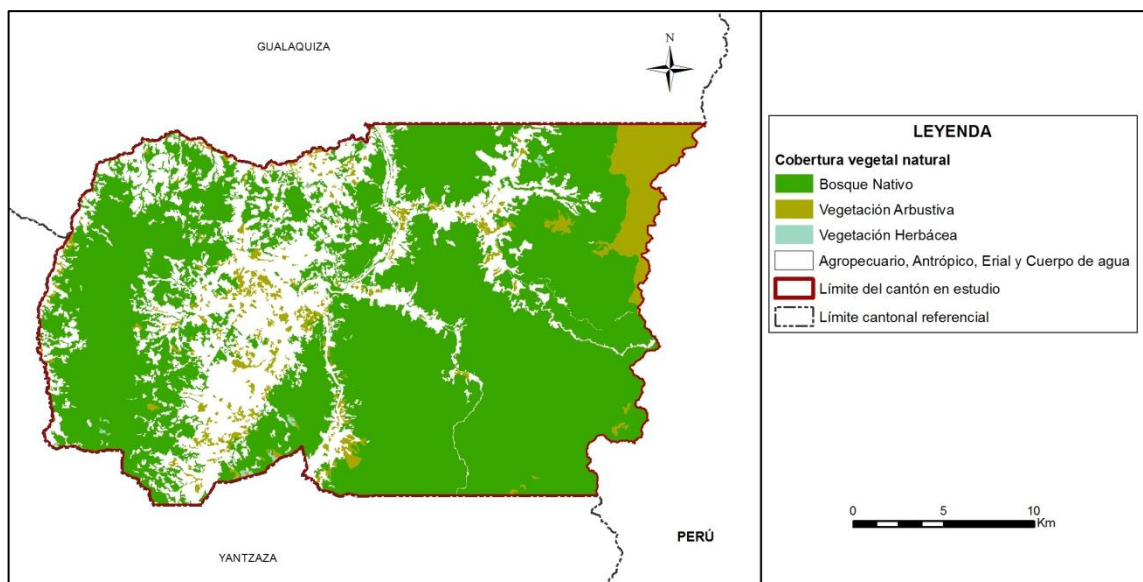 GUALAQUIZA
N
LEYENDA
Cobertura vegetal natural
Bosque Nativo
Vegetación Arbustiva
Vegetación Herbácea
Agropecuario, Antrópico, Erial y Cuerpo de agua
Límite del cantón en estudio
Límite cantonal referencial
0 5 10
Km
PERÚ
YANTZAZA